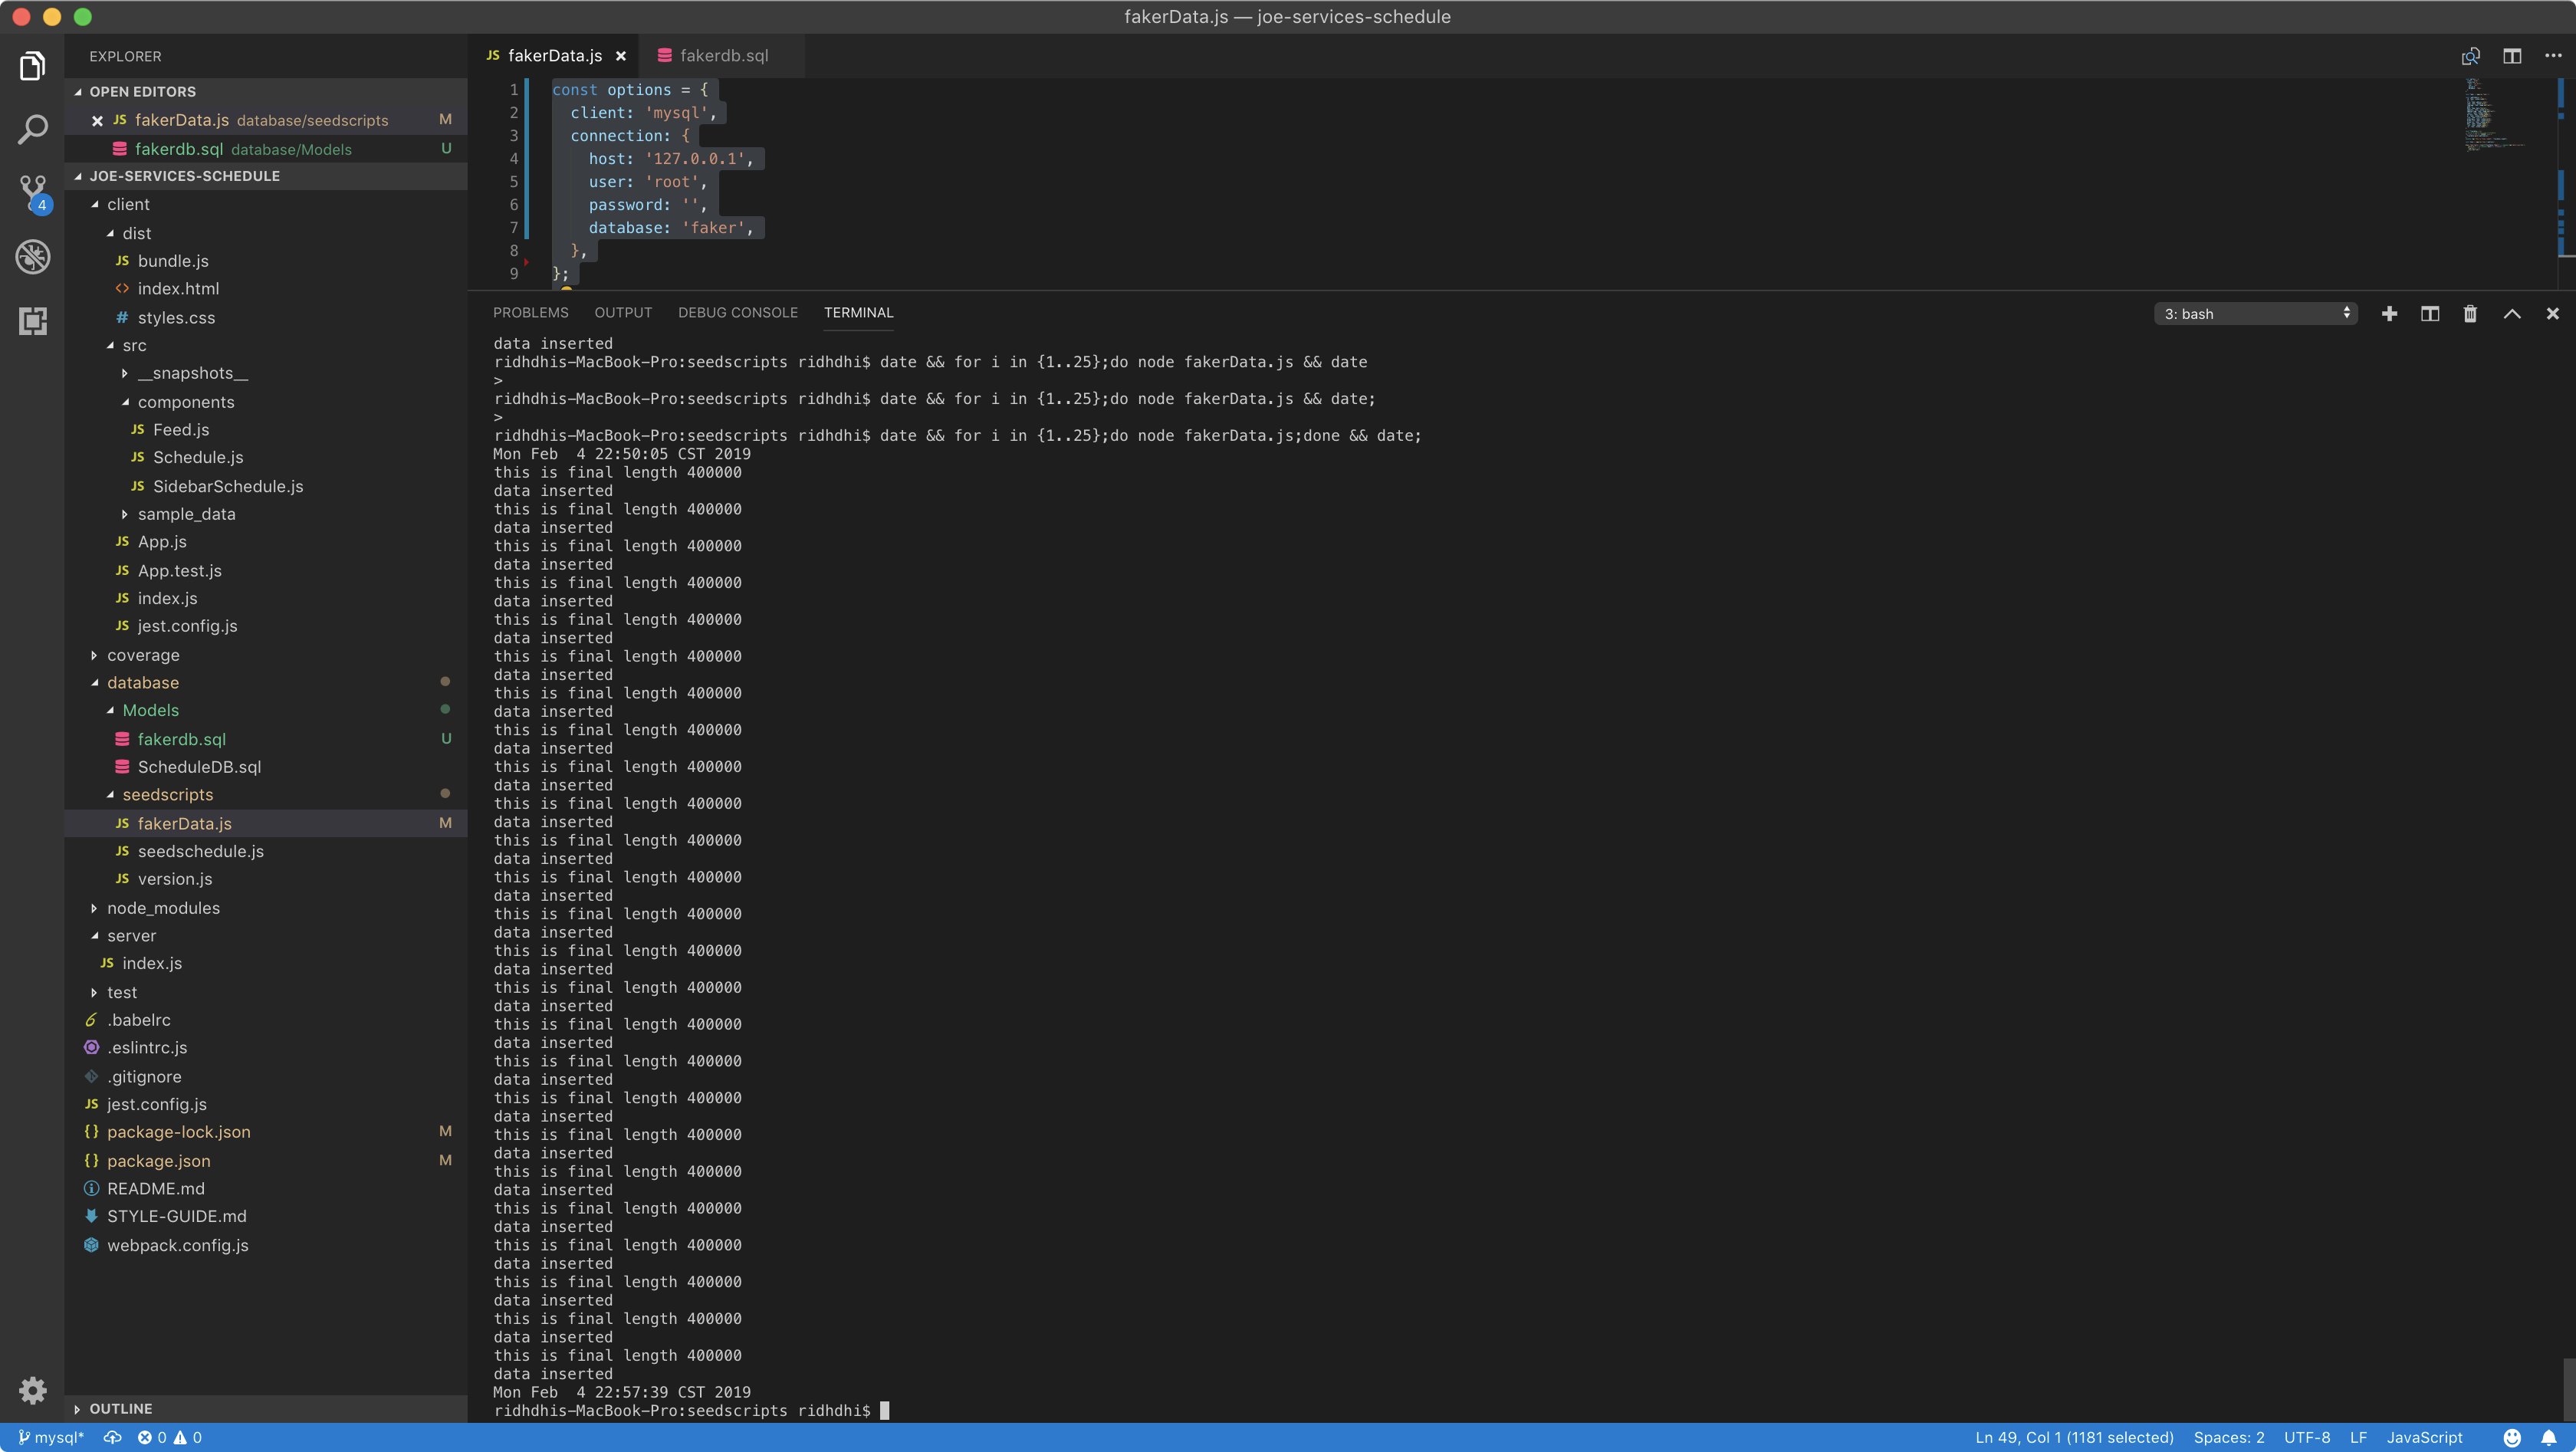 fakerData.js — joe-services-schedule
EXPLORER
OPEN EDITORS
JS fakerData.js database/seedscripts M
fakerdb.sql database/Models U
JOE-SERVICES-SCHEDULE
client
dist
JS bundle.js
<> index.html
# styles.css
src
__snapshots__
components
JS Feed.js
JS Schedule.js
JS SidebarSchedule.js
sample_data
JS App.js
JS App.test.js
JS index.js
JS jest.config.js
coverage
database
Models
fakerdb.sql U
ScheduleDB.sql
seedscripts
JS fakerData.js M
JS seedschedule.js
JS version.js
node_modules
server
JS index.js
test
.babelrc
.eslintrc.js
.gitignore
JS jest.config.js
{} package-lock.json M
{} package.json M
README.md
STYLE-GUIDE.md
webpack.config.js
OUTLINE
4
JS fakerData.js
fakerdb.sql
1 const options = {
2 client: 'mysql',
3 connection: {
4 host: '127.0.0.1',
5 user: 'root',
6 password: '',
7 database: 'faker',
8 },
9 };
PROBLEMS OUTPUT DEBUG CONSOLE TERMINAL
3: bash
data inserted
ridhdhis-MacBook-Pro:seedscripts ridhdhi$ date && for i in {1..25};do node fakerData.js && date
>
ridhdhis-MacBook-Pro:seedscripts ridhdhi$ date && for i in {1..25};do node fakerData.js && date;
>
ridhdhis-MacBook-Pro:seedscripts ridhdhi$ date && for i in {1..25};do node fakerData.js;done && date;
Mon Feb  4 22:50:05 CST 2019
this is final length 400000
data inserted
this is final length 400000
data inserted
this is final length 400000
data inserted
this is final length 400000
data inserted
this is final length 400000
data inserted
this is final length 400000
data inserted
this is final length 400000
data inserted
this is final length 400000
data inserted
this is final length 400000
data inserted
this is final length 400000
data inserted
this is final length 400000
data inserted
this is final length 400000
data inserted
this is final length 400000
data inserted
this is final length 400000
data inserted
this is final length 400000
data inserted
this is final length 400000
data inserted
this is final length 400000
data inserted
this is final length 400000
data inserted
this is final length 400000
data inserted
this is final length 400000
data inserted
this is final length 400000
data inserted
this is final length 400000
data inserted
this is final length 400000
data inserted
this is final length 400000
data inserted
this is final length 400000
data inserted
Mon Feb  4 22:57:39 CST 2019
ridhdhis-MacBook-Pro:seedscripts ridhdhi$
mysql* 0 0
Ln 49, Col 1 (1181 selected) Spaces: 2 UTF-8 LF JavaScript